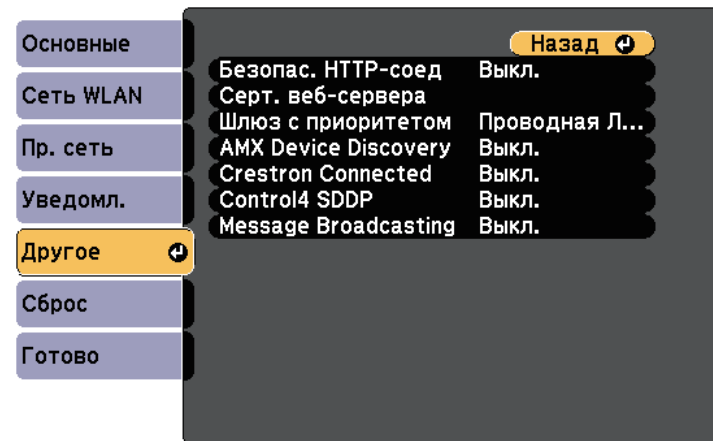 Основные
Сеть WLAN
Пр. сеть
Уведомл.
Другое
Сброс
Готово
Назад
Безопас. HTTP-соед Выкл.
Серт. веб-сервера
Шлюз с приоритетом Проводная Л...
AMX Device Discovery Выкл.
Crestron Connected Выкл.
Control4 SDDP Выкл.
Message Broadcasting Выкл.